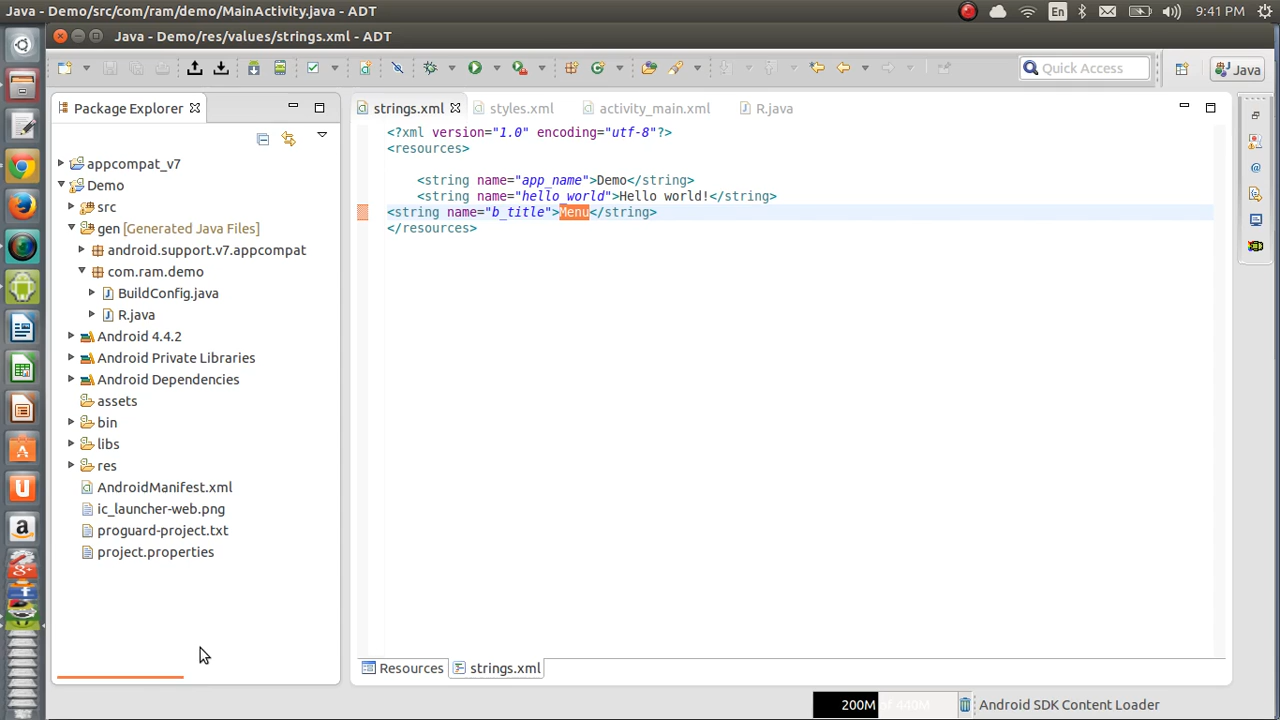 Java - Demo/src/com/ram/demo/MainActivity.java - ADT
En
9:41 PM
Java - Demo/res/values/strings.xml - ADT
Quick Access
Java
Package Explorer
appcompat_v7
Demo
src
gen [Generated Java Files]
android.support.v7.appcompat
com.ram.demo
BuildConfig.java
R.java
Android 4.4.2
Android Private Libraries
Android Dependencies
assets
bin
libs
res
AndroidManifest.xml
ic_launcher-web.png
proguard-project.txt
project.properties
strings.xml
styles.xml
activity_main.xml
R.java
<?xml version="1.0" encoding="utf-8"?>
<resources>
<string name="app_name">Demo</string>
<string name="hello_world">Hello world!</string>
<string name="b_title">Menu</string>
</resources>
Resources
strings.xml
200M of 440M
Android SDK Content Loader